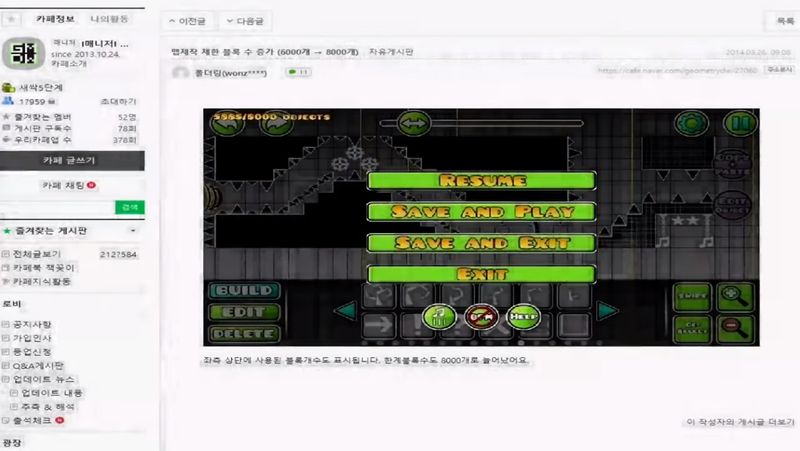 카페정보 나의활동
매니저 I매니저I ...
since 2013.10.24.
카페소개
새싹5단계
17959 초대하기
즐겨찾는 멤버 52명
게시판 구독수 78회
우리카페앱 수 378회
카페 글쓰기
카페 채팅 N
검색
즐겨찾는 게시판
전체글보기 2127584
카페북 책꽂이
카페지식활동
로비
공지사항
가입인사
등업신청
Q&A게시판
업데이트 뉴스
업데이트 내용
추측 & 해석
출석체크 N
광장
이전글 다음글 목록
맵제작 제한 블록 수 증가 (6000개 → 8000개) 자유게시판 2014.03.26. 09:08
폴더링(wonz****) 11 주소복사
5885/8000 OBJECTS
RESUME
SAVE AND PLAY
SAVE AND EXIT
EXIT
COPY
PASTE
EDIT
OBJECT
BUILD
EDIT
DELETE
BPM
HELP
SWIPE
좌측 상단에 사용된 블록개수도 표시됩니다. 한계블록수도 8000개로 늘어났어요.
이 작성자의 게시글 더보기